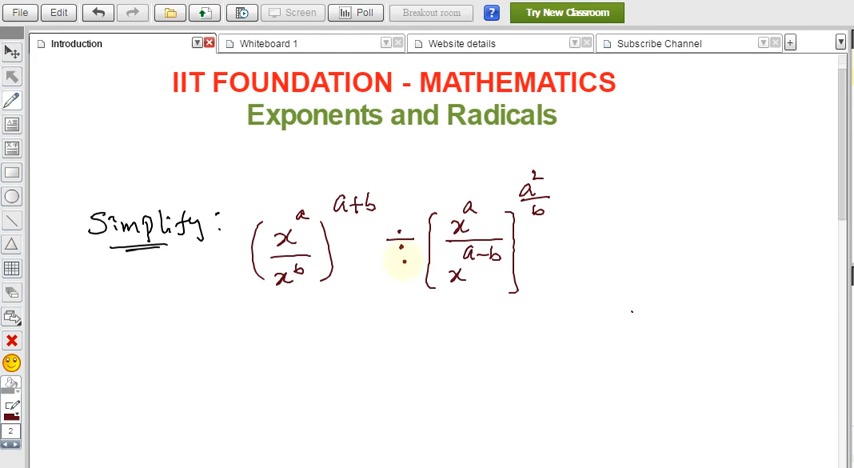 File Edit Screen Poll Breakout room ? Try New Classroom
Introduction Whiteboard 1 Website details Subscribe Channel
IIT FOUNDATION - MATHEMATICS
Exponents and Radicals
Simplify: (x^a / x^b)^(a+b) ÷ [x^a / x^(a-b)]^(a^2/b)
2